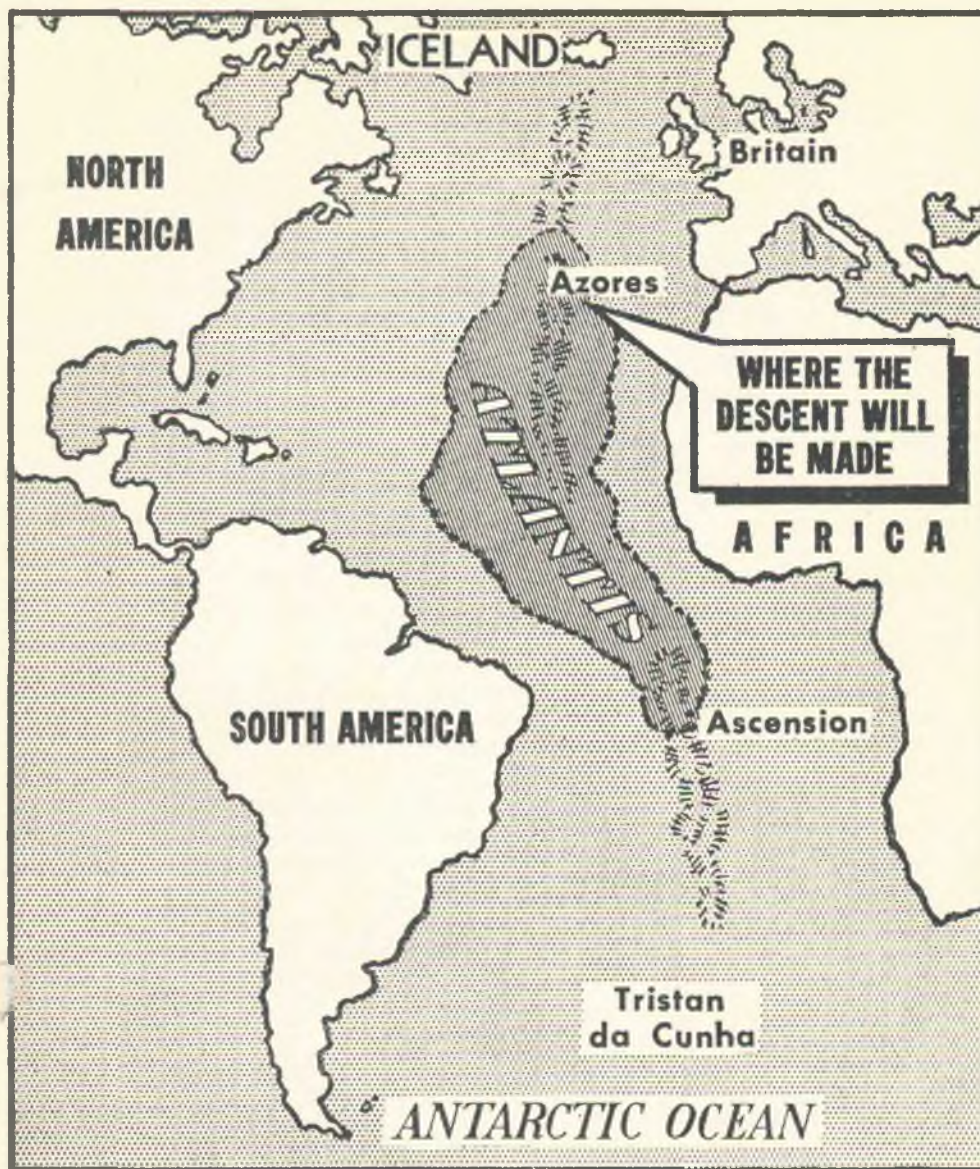 ICELAND
NORTH
AMERICA
Britain
Azores
WHERE THE
DESCENT WILL
BE MADE
ATLANTIS
AFRICA
SOUTH AMERICA
Ascension
Tristan
da Cunha
ANTARCTIC OCEAN